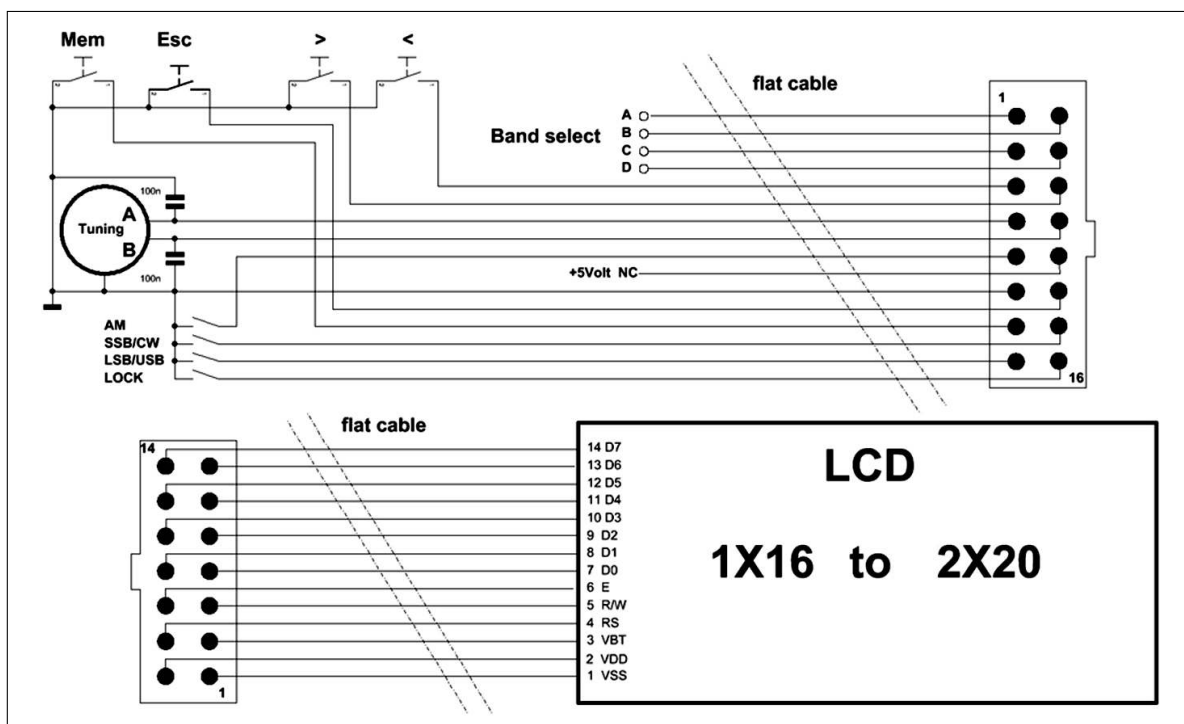 Mem Esc > <
flat cable
1
Band select
A
B
C
D
100n
Tuning
A
B
100n
+5Volt NC
AM
SSB/CW
LSB/USB
LOCK
16
flat cable
14
14 D7
13 D6
12 D5
11 D4
10 D3
9 D2
8 D1
7 D0
6 E
5 R/W
4 RS
3 VBT
2 VDD
1 VSS
1
LCD
1X16 to 2X20